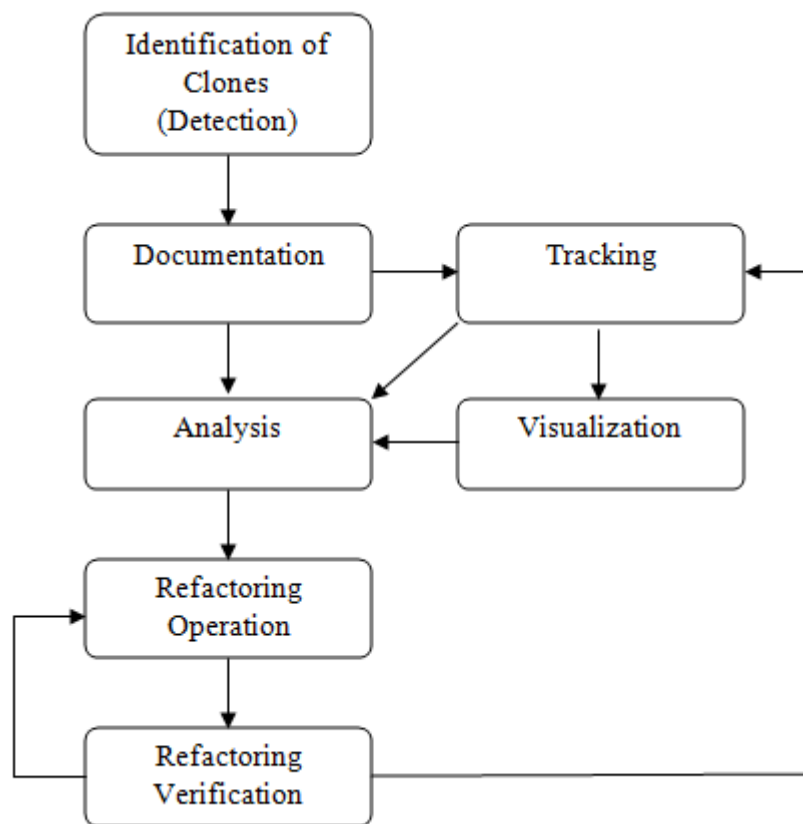 Identification of
Clones
(Detection)
Documentation
Tracking
Analysis
Visualization
Refactoring
Operation
Refactoring
Verification